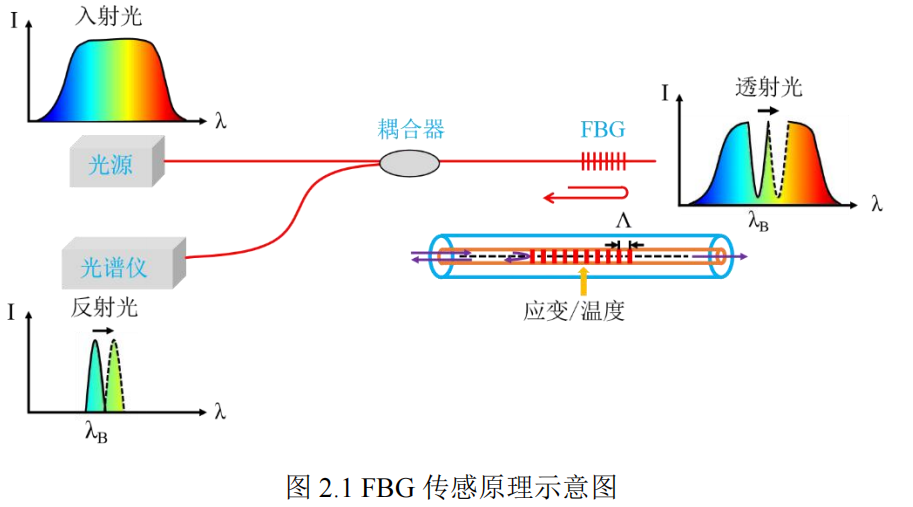 I
入射光
λ
光源
耦合器
FBG
I
透射光
λ
λB
Λ
光谱仪
应变/温度
I
反射光
λ
λB
图 2.1 FBG 传感原理示意图